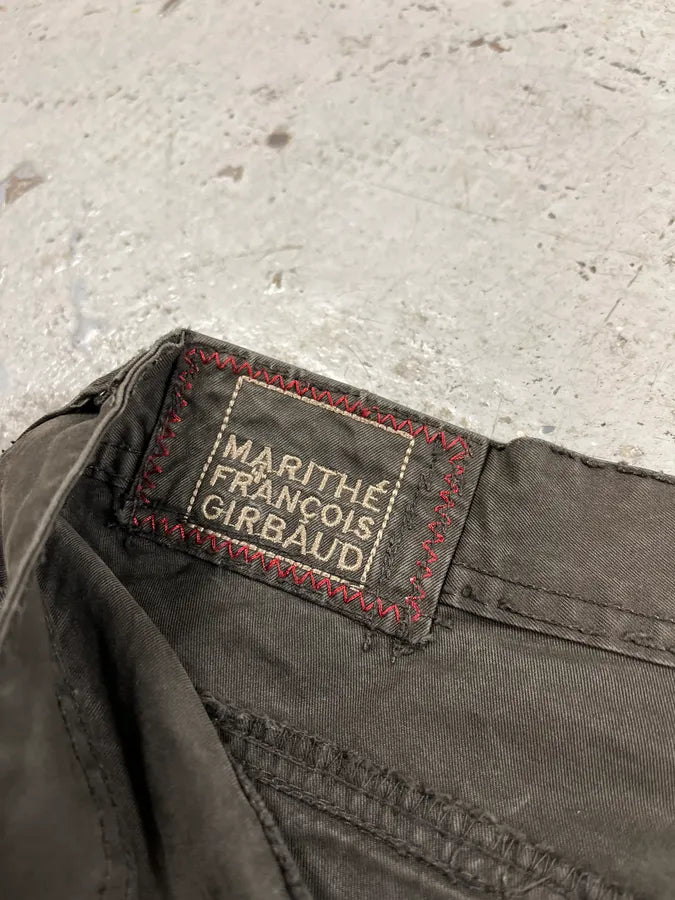 MARITHÉ
+
FRANÇOIS
GIRBAUD